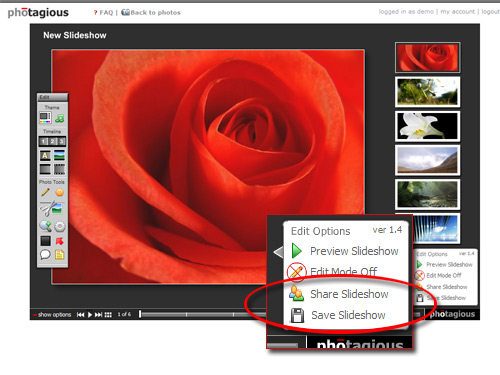 photagious
? FAQ | Back to photos
logged in as demo | my account | logout
New Slideshow
Edit
Theme
Timeline
1 2 3
A
Photo Tools
Edit Options ver 1.4
Preview Slideshow
Edit Mode Off
Share Slideshow
Save Slideshow
Edit Options ver 1.4
Preview Slideshow
Edit Mode Off
Share Slideshow
Save Slideshow
show options
1 of 6
photagious
photagious